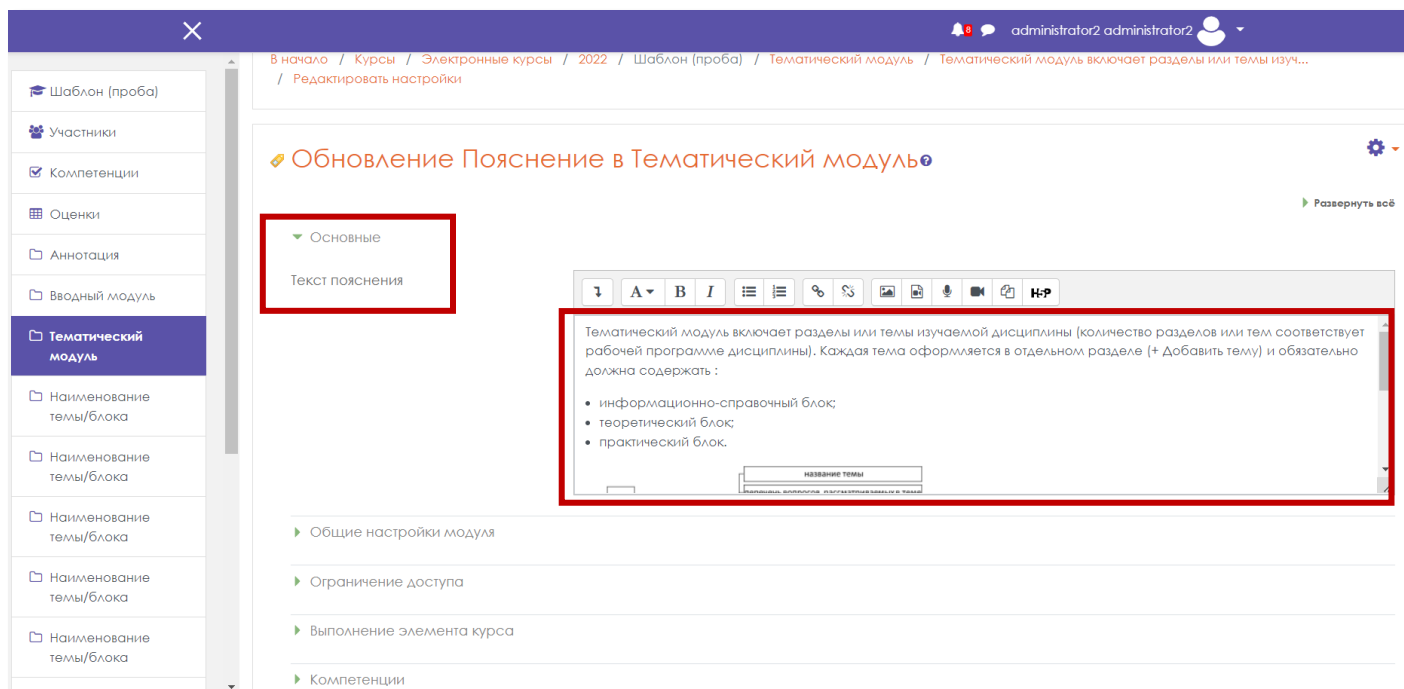 8 administrator2 administrator2
В начало / Курсы / Электронные курсы / 2022 / Шаблон (проба) / Тематический модуль / Тематический модуль включает разделы или темы изуч...
/ Редактировать настройки
Шаблон (проба)
Участники
Компетенции
Оценки
Аннотация
Вводный модуль
Тематический
модуль
Наименование
темы/блока
Наименование
темы/блока
Наименование
темы/блока
Наименование
темы/блока
Наименование
темы/блока
Обновление Пояснение в Тематический модуль
Развернуть всё
Основные
Текст пояснения
A B I H-P
Тематический модуль включает разделы или темы изучаемой дисциплины (количество разделов или тем соответствует
рабочей программе дисциплины). Каждая тема оформляется в отдельном разделе (+ Добавить тему) и обязательно
должна содержать :
• информационно-справочный блок;
• теоретический блок;
• практический блок.
название темы
перечень вопросов, рассматриваемых в теме
Общие настройки модуля
Ограничение доступа
Выполнение элемента курса
Компетенции